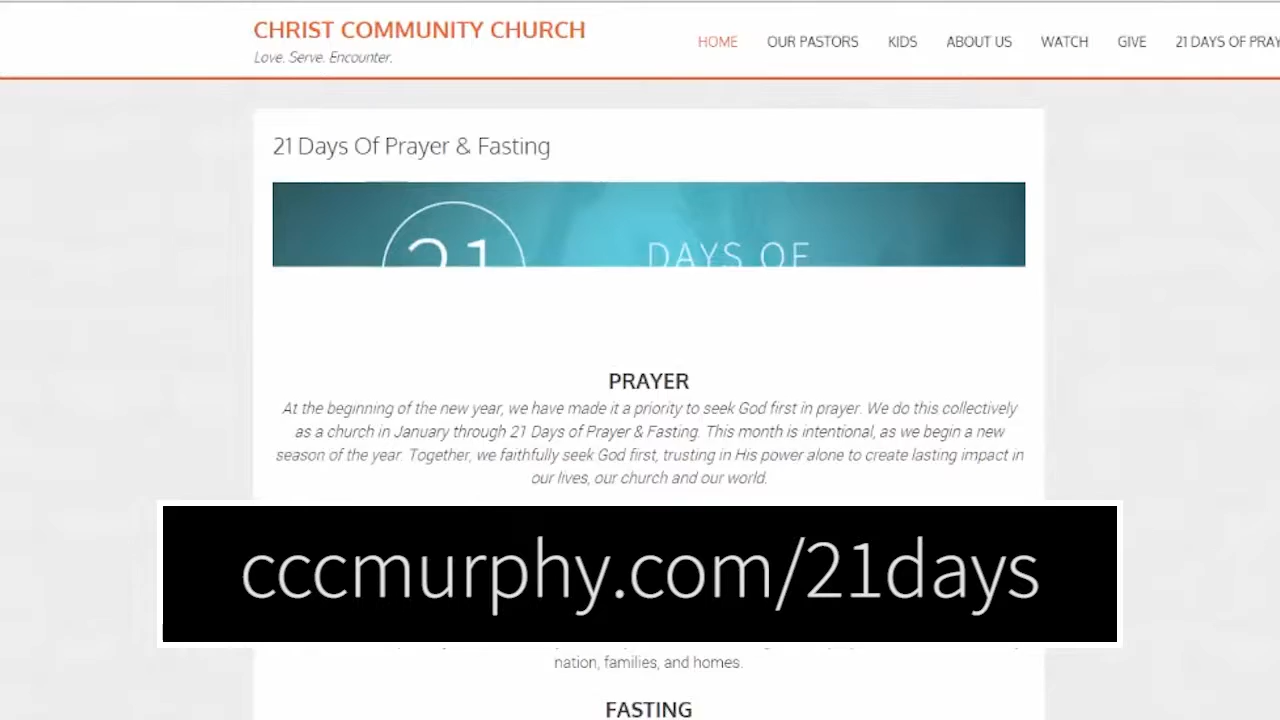 CHRIST COMMUNITY CHURCH
Love. Serve. Encounter.
HOME OUR PASTORS KIDS ABOUT US WATCH GIVE 21 DAYS OF PRAY
21 Days Of Prayer & Fasting
21 DAYS OF
PRAYER
At the beginning of the new year, we have made it a priority to seek God first in prayer. We do this collectively
as a church in January through 21 Days of Prayer & Fasting. This month is intentional, as we begin a new
season of the year. Together, we faithfully seek God first, trusting in His power alone to create lasting impact in
our lives, our church and our world.
cccmurphy.com/21days
nation, families, and homes.
FASTING